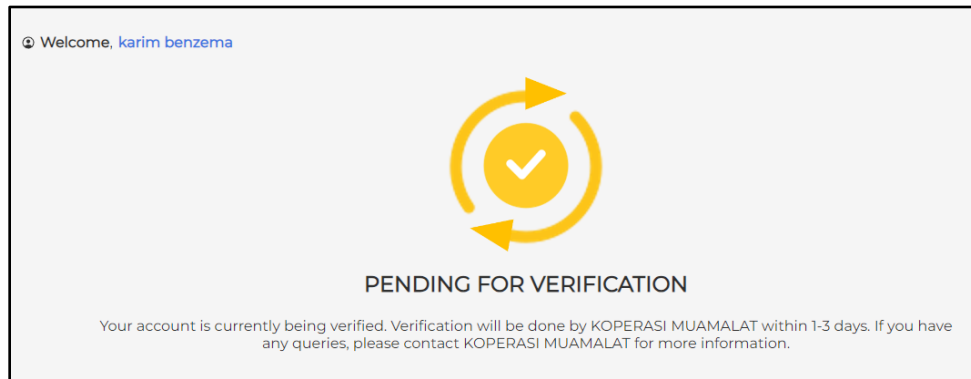 Welcome, karim benzema
PENDING FOR VERIFICATION
Your account is currently being verified. Verification will be done by KOPERASI MUAMALAT within 1-3 days. If you have
any queries, please contact KOPERASI MUAMALAT for more information.